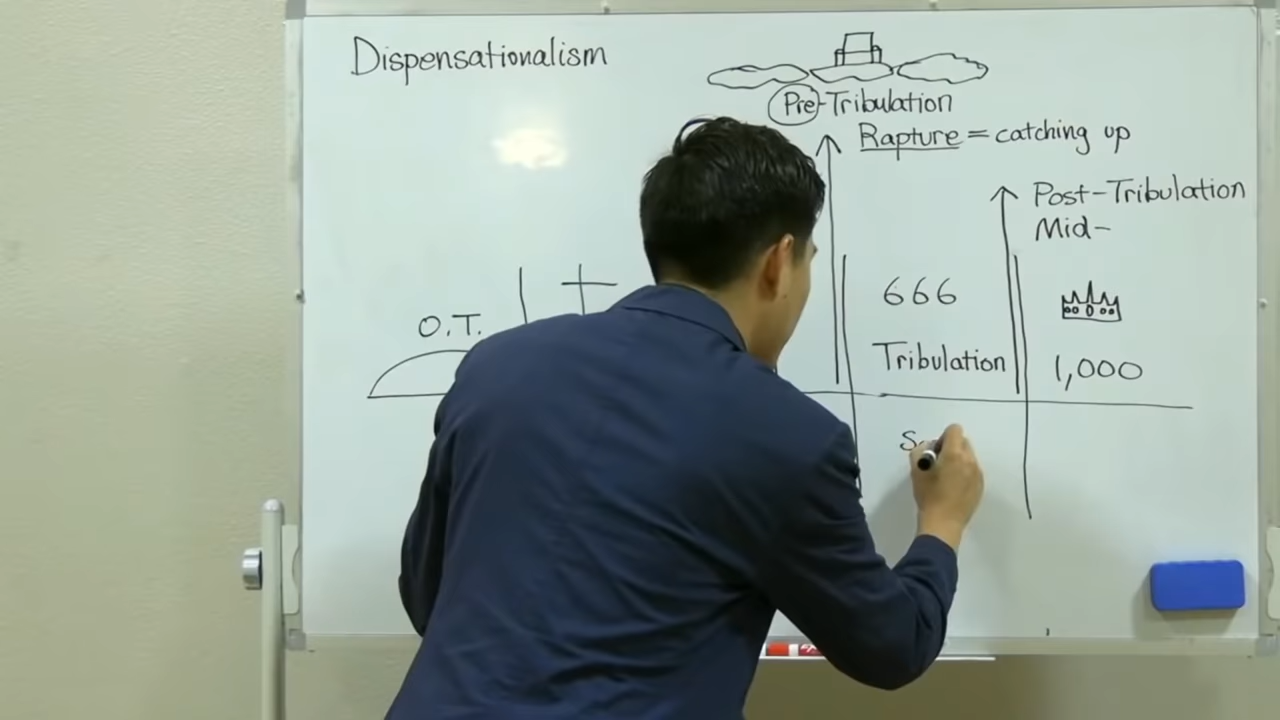 Dispensationalism
Pre-Tribulation
Rapture = catching up
Post-Tribulation
Mid-
O.T.
666
Tribulation
1,000